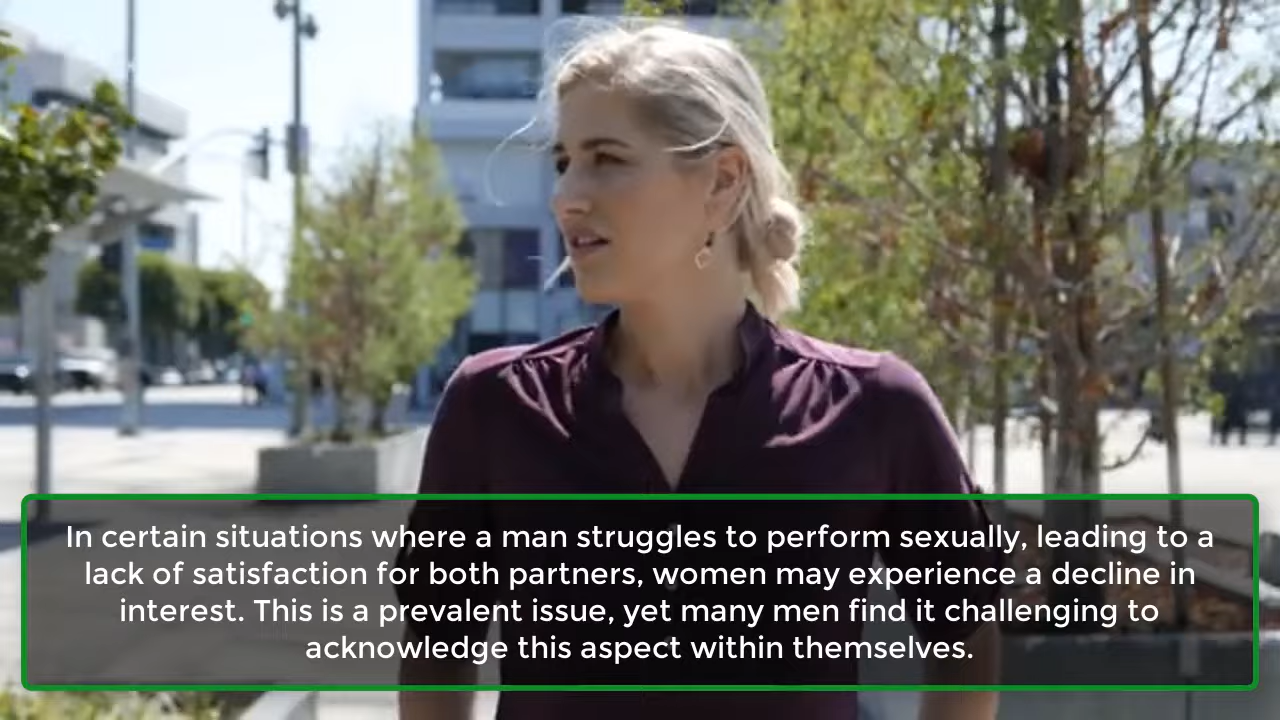 In certain situations where a man struggles to perform sexually, leading to a
lack of satisfaction for both partners, women may experience a decline in
interest. This is a prevalent issue, yet many men find it challenging to
acknowledge this aspect within themselves.